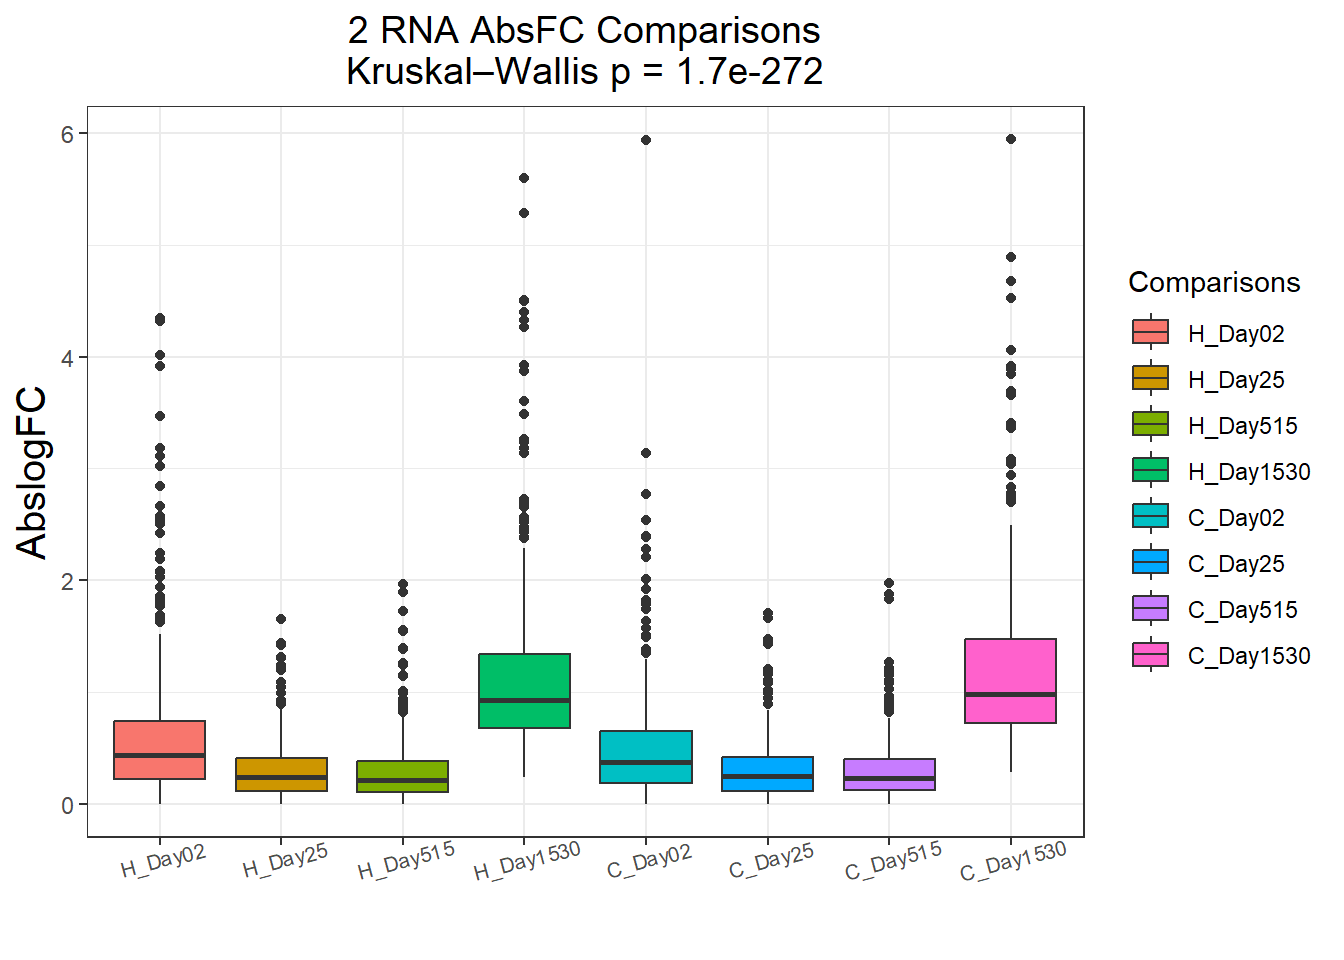 2 RNA AbsFC Comparisons
Kruskal–Wallis p = 1.7e-272
AbslogFC
6
4
2
0
H_Day02
H_Day25
H_Day515
H_Day1530
C_Day02
C_Day25
C_Day515
C_Day1530
Comparisons
H_Day02
H_Day25
H_Day515
H_Day1530
C_Day02
C_Day25
C_Day515
C_Day1530